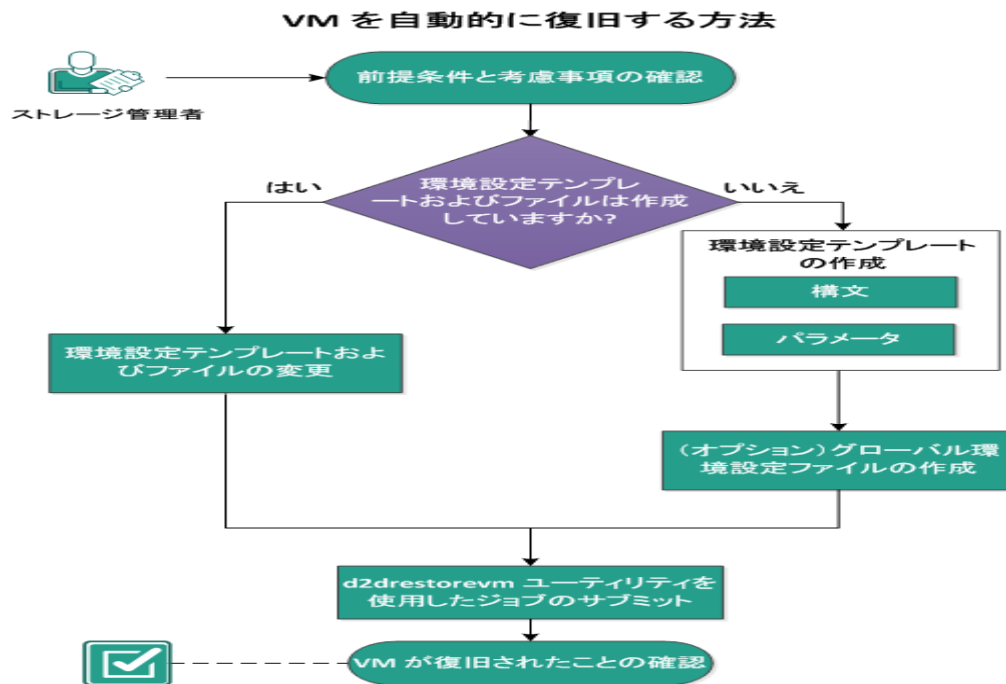 VM を自動的に復旧する方法
前提条件と考慮事項の確認
ストレージ管理者
環境設定テンプレ
ートおよびファイルは作成
していますか?
はい
いいえ
環境設定テンプレート
の作成
構文
パラメータ
環境設定テンプレートおよ
びファイルの変更
(オプション)グローバル環
境設定ファイルの作成
d2drestorevm ユーティリティを
使用したジョブのサブミット
VM が復旧されたことの確認